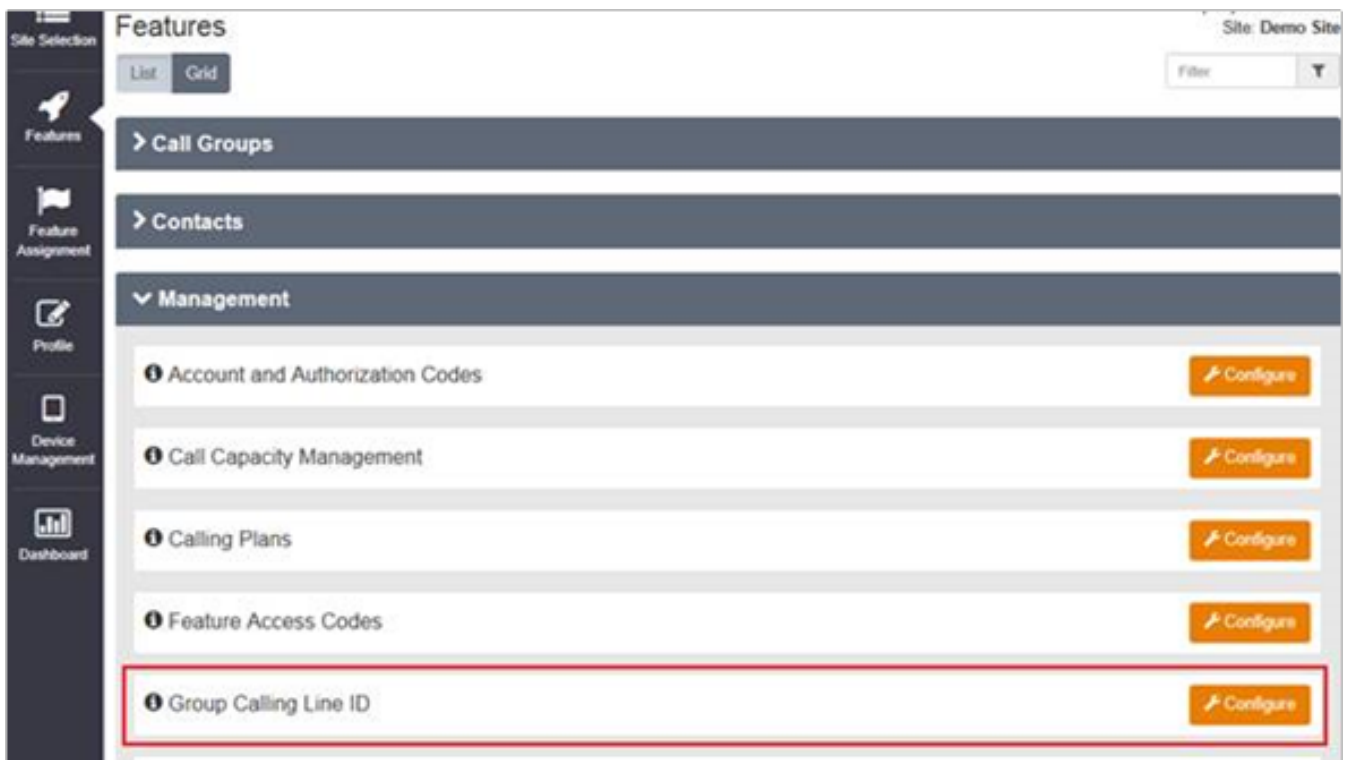 Features
Site: Demo Site
List Grid
Filter
Site Selection
Features
Feature
Assignment
Profile
Device
Management
Dashboard
Call Groups
Contacts
Management
Account and Authorization Codes
Configure
Call Capacity Management
Configure
Calling Plans
Configure
Feature Access Codes
Configure
Group Calling Line ID
Configure